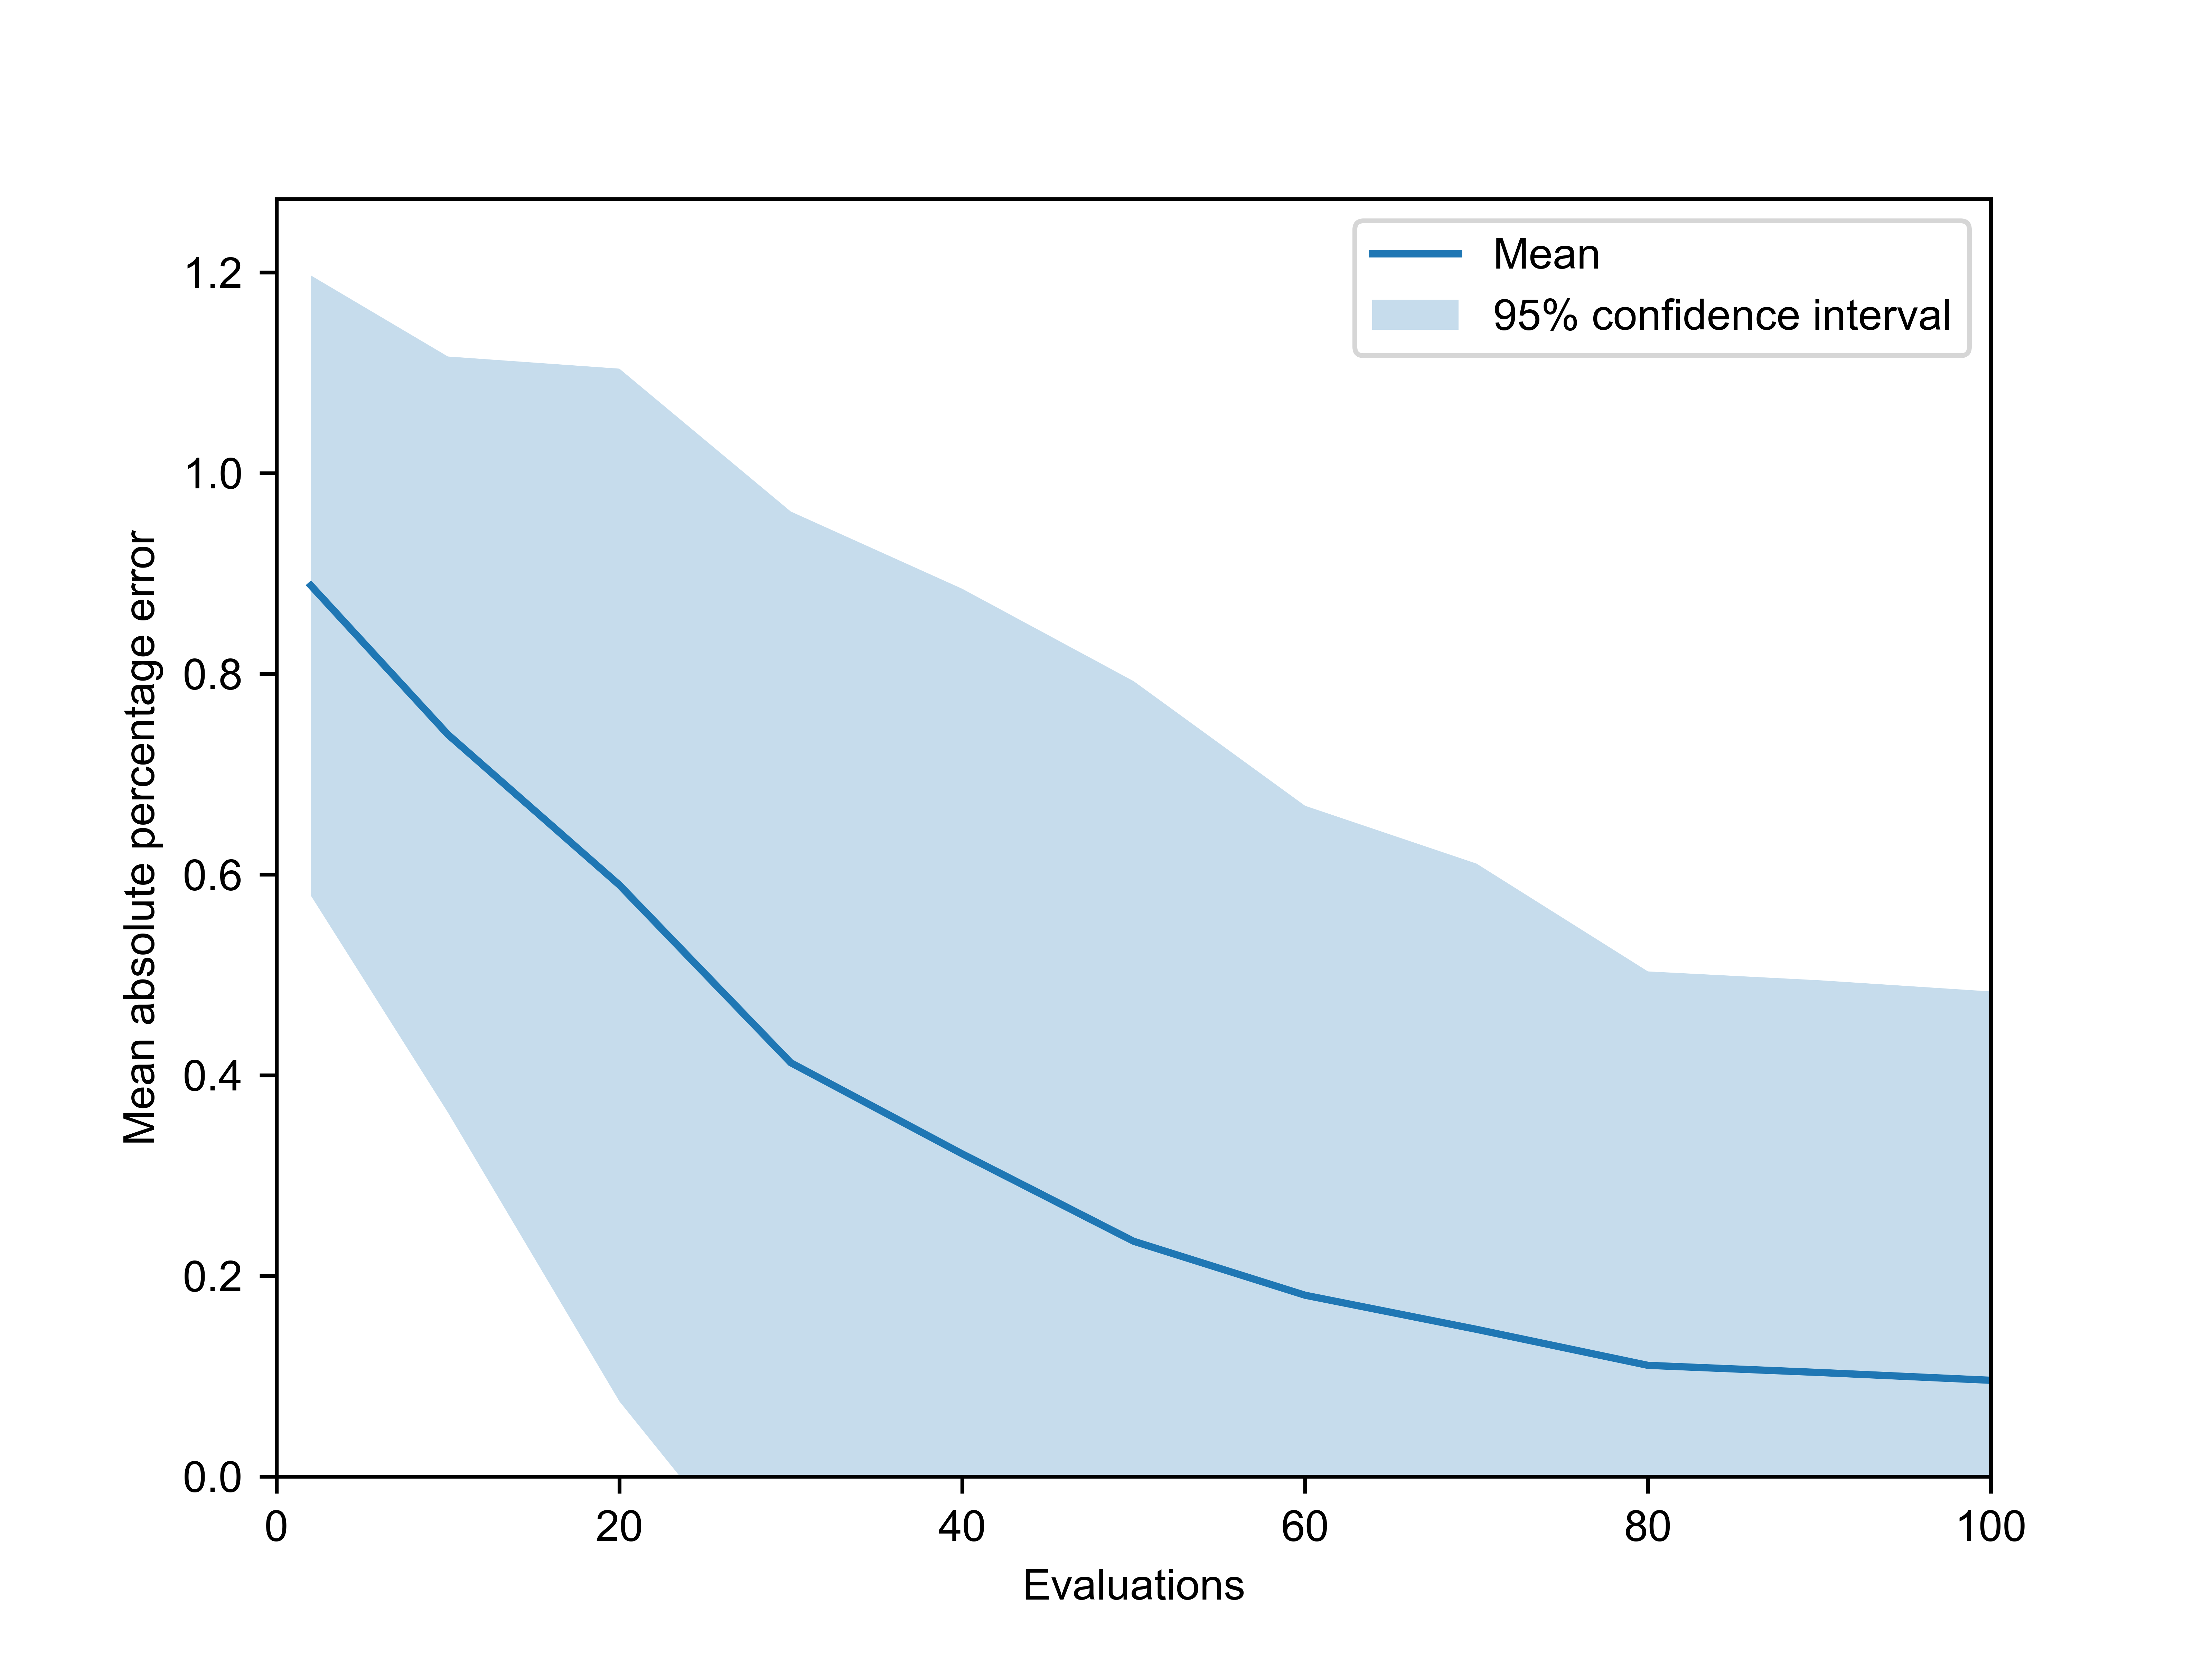 Mean
95% confidence interval
1.2
1.0
0.8
0.6
0.4
0.2
0.0
Mean absolute percentage error
0 20 40 60 80 100
Evaluations